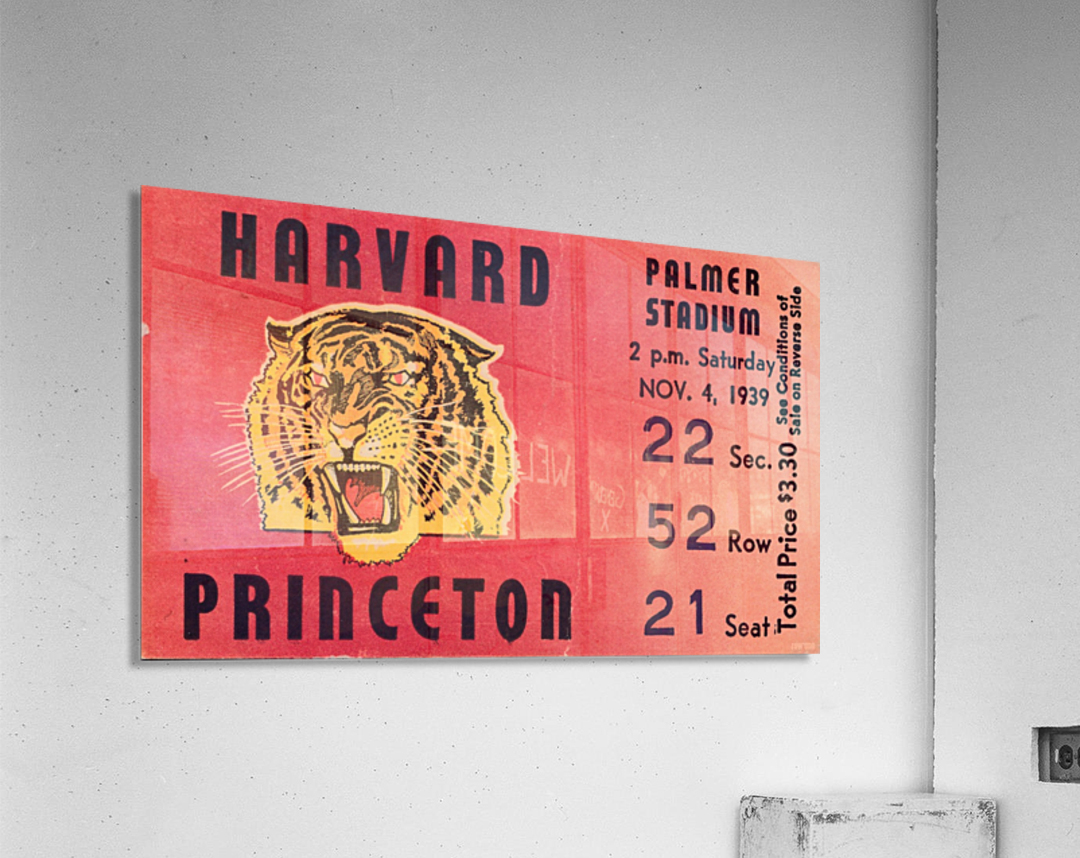 HARVARD
PRINCETON
PALMER
STADIUM
2 p.m. Saturday
NOV. 4, 1939
22 Sec.
52 Row
21 Seat
See Conditions of
Sale on Reverse Side
Total Price $3.30